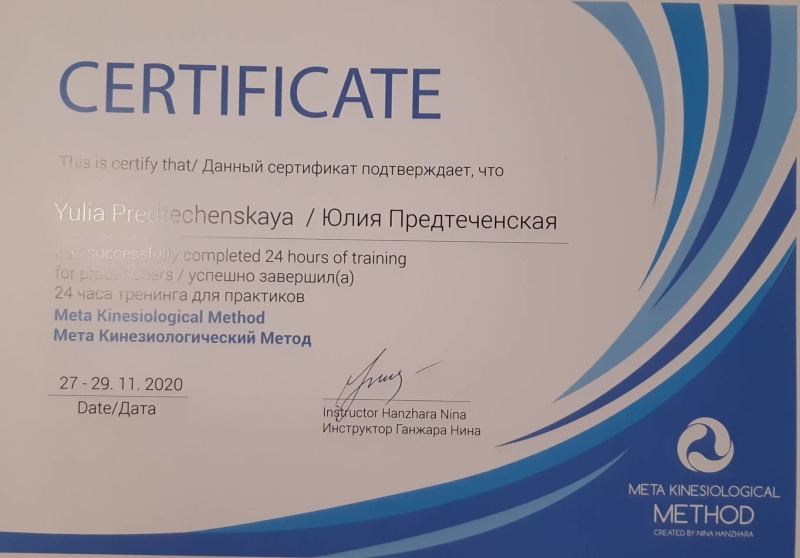 CERTIFICATE
This is certify that/ Данный сертификат подтверждает, что
Yulia Predtechenskaya / Юлия Предтеченская
has successfully completed 24 hours of training
for practitioners / успешно завершил(а)
24 часа тренинга для практиков
Meta Kinesiological Method
Мета Кинезиологический Метод
27 - 29. 11. 2020
Date/Дата
Instructor Hanzhara Nina
Инструктор Ганжара Нина
META KINESIOLOGICAL
METHOD
CREATED BY NINA HANZHARA